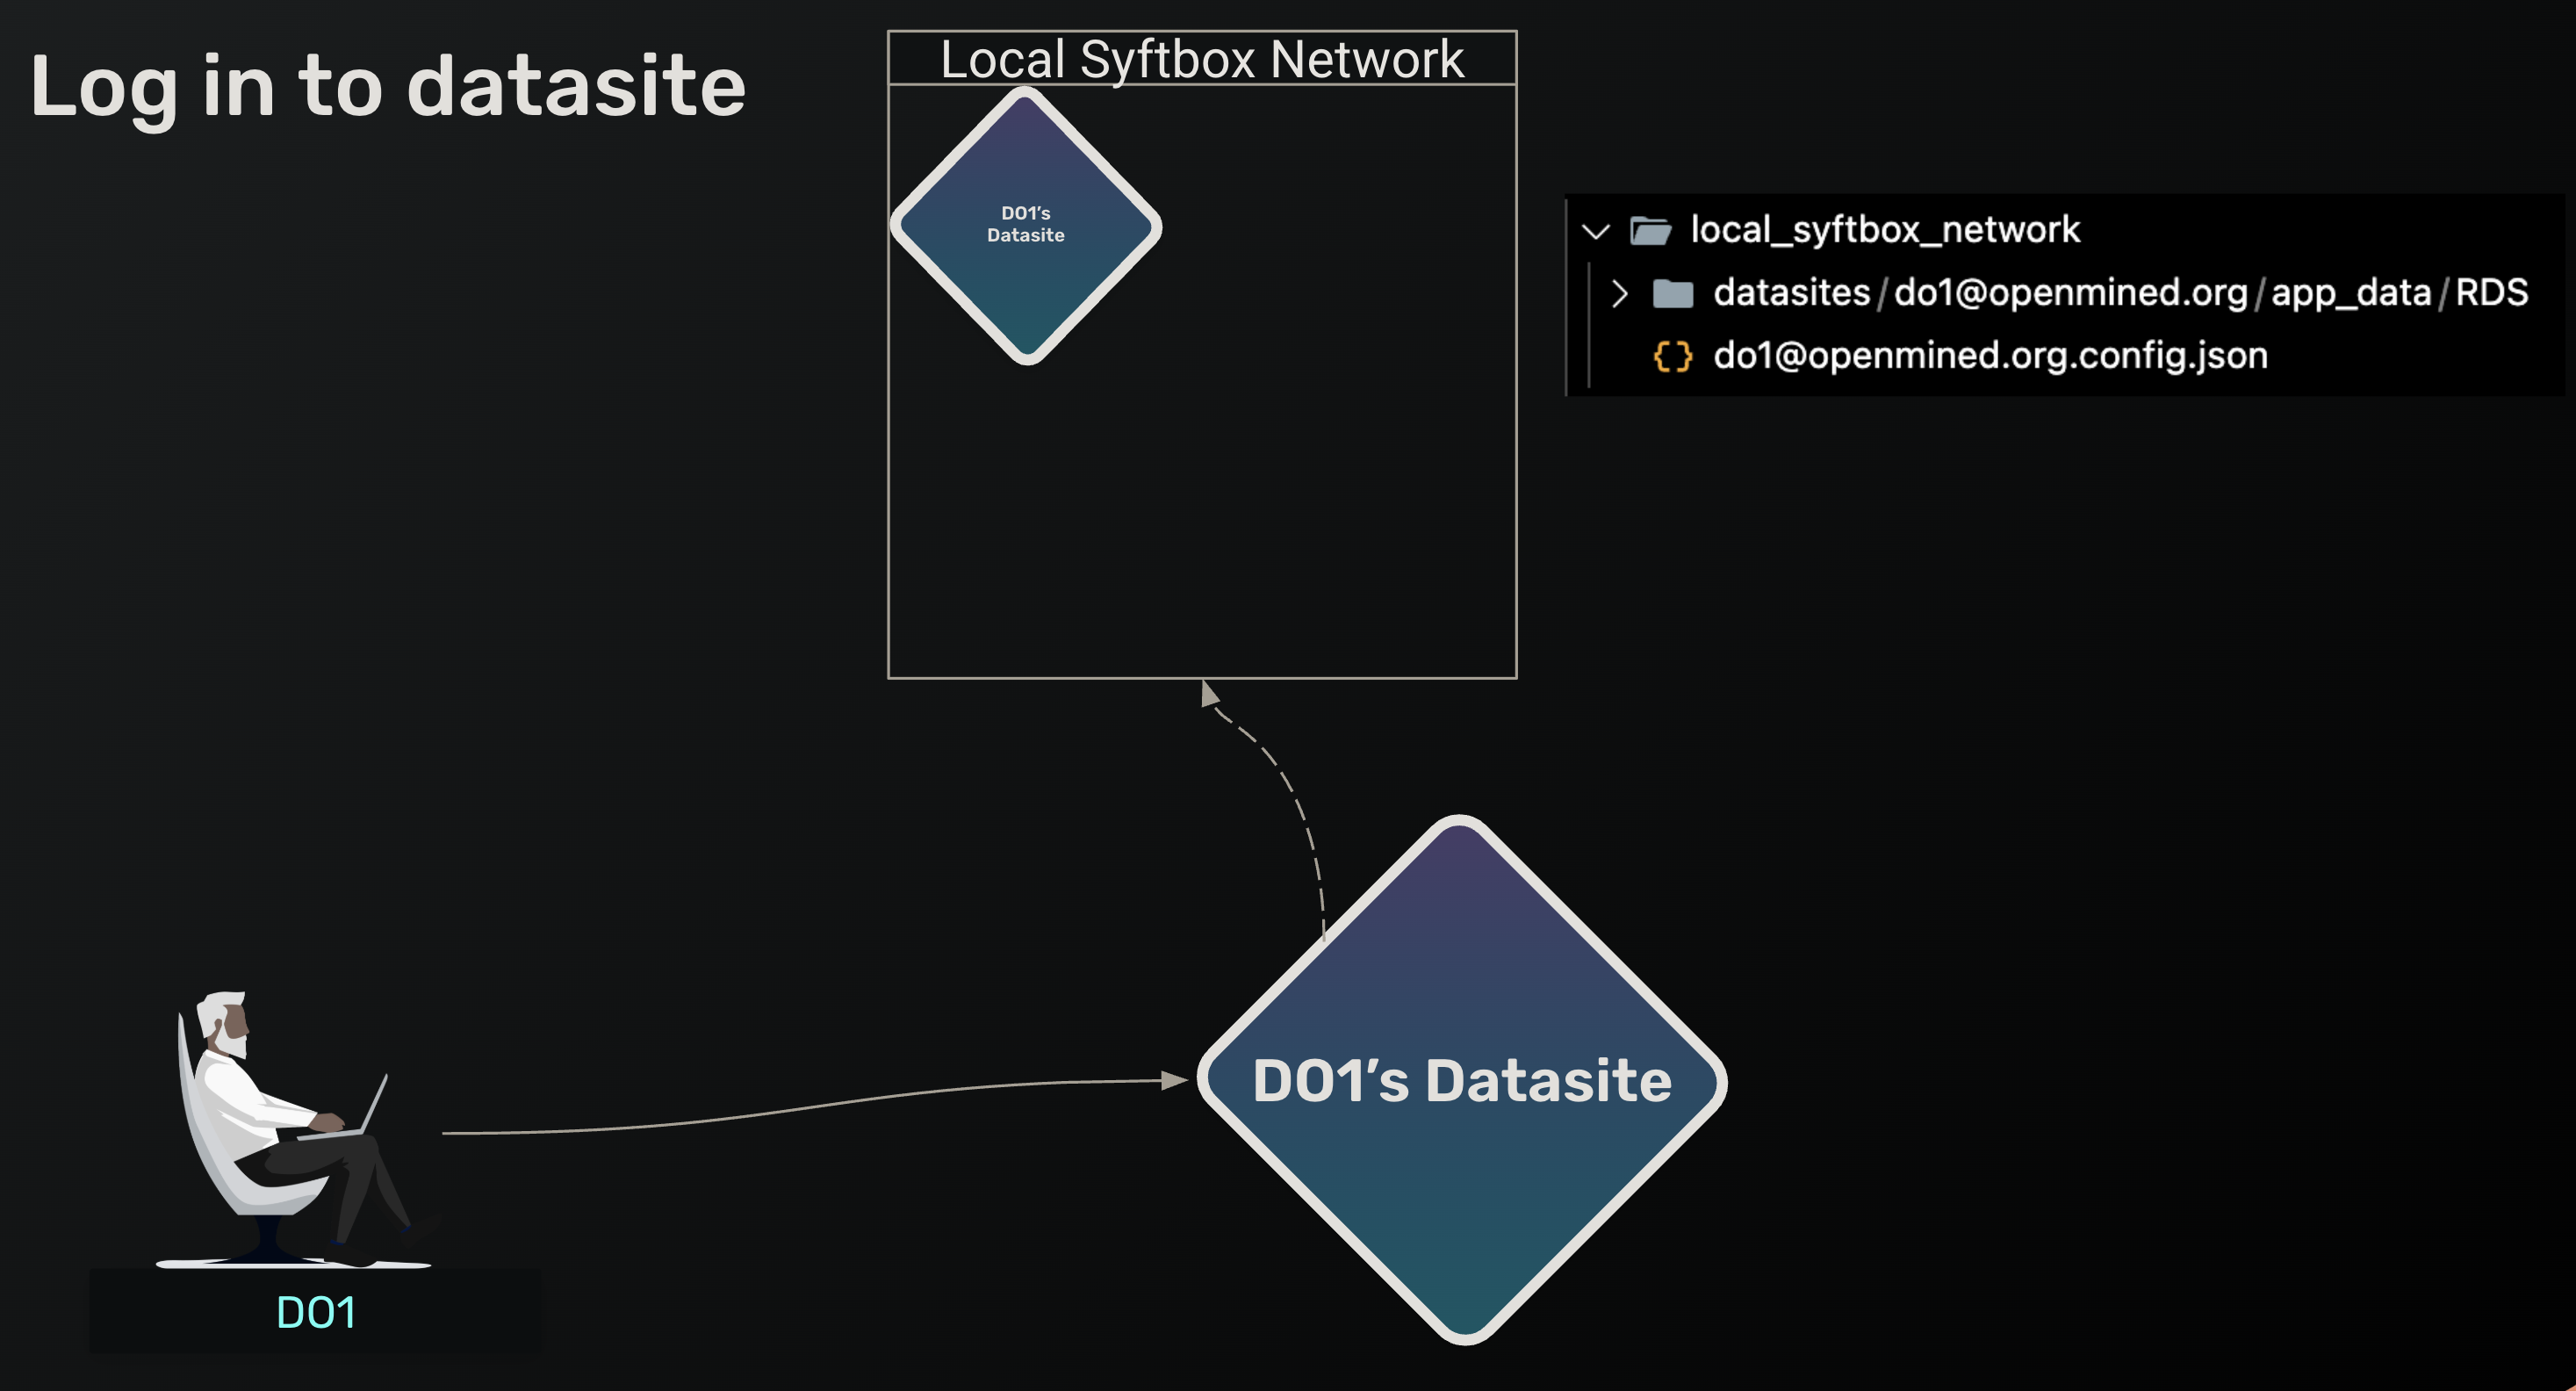 Log in to datasite
Local Syftbox Network
DO1's
Datasite
local_syftbox_network
datasites/do1@openmined.org/app_data/RDS
{} do1@openmined.org.config.json
DO1's Datasite
DO1